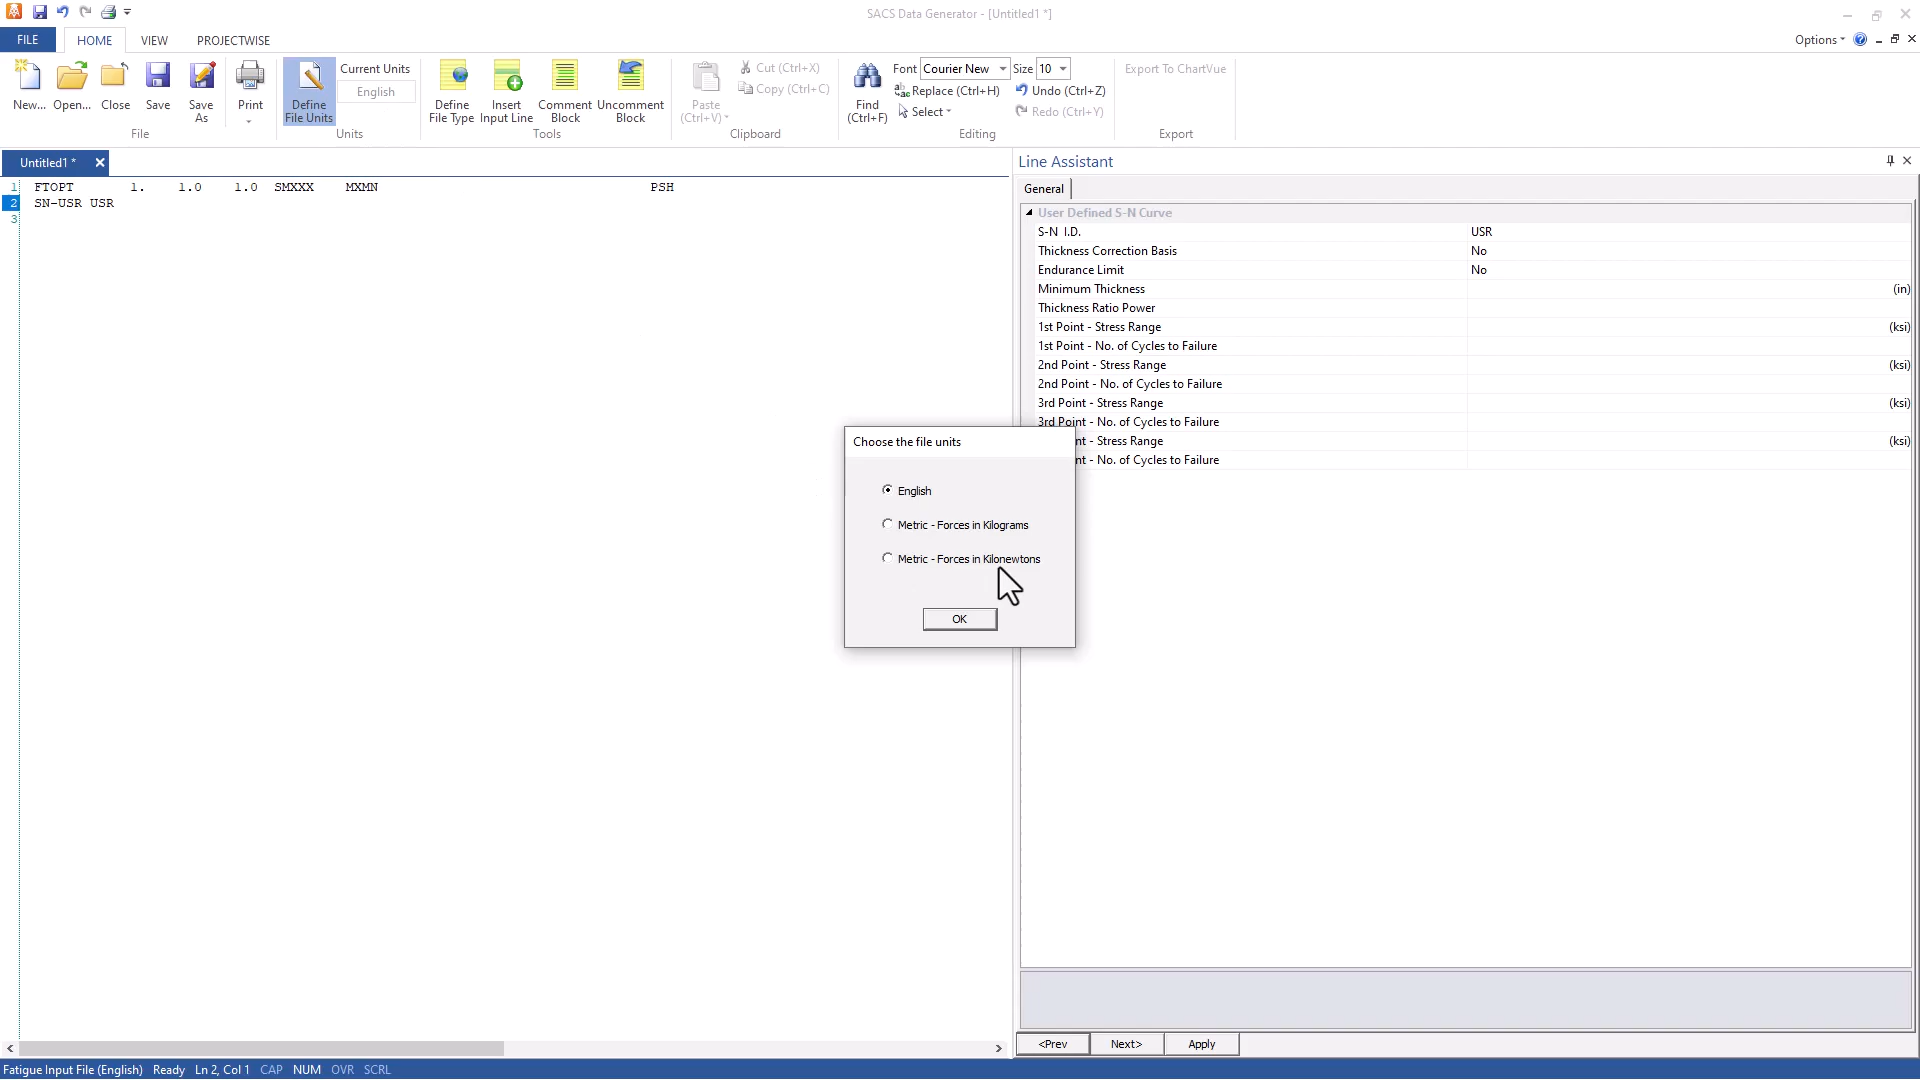 SACS Data Generator - [Untitled1 *]
FILE HOME VIEW PROJECTWISE Options
New... Open... Close Save Save As Print
File
Define File Units Current Units English
Units
Define File Type Insert Input Line Comment Block Uncomment Block
Tools
Paste (Ctrl+V) Cut (Ctrl+X) Copy (Ctrl+C)
Clipboard
Find (Ctrl+F) Font Courier New Size 10
Replace (Ctrl+H) Undo (Ctrl+Z)
Select Redo (Ctrl+Y)
Editing
Export To ChartVue
Export
Untitled1 *
1 FTOPT 1. 1.0 1.0 SMXXX MXMN PSH
2 SN-USR USR
3
Line Assistant
General
User Defined S-N Curve
S-N I.D. USR
Thickness Correction Basis No
Endurance Limit No
Minimum Thickness (in)
Thickness Ratio Power
1st Point - Stress Range (ksi)
1st Point - No. of Cycles to Failure
2nd Point - Stress Range (ksi)
2nd Point - No. of Cycles to Failure
3rd Point - Stress Range (ksi)
3rd Point - No. of Cycles to Failure
nt - Stress Range (ksi)
nt - No. of Cycles to Failure
Choose the file units
English
Metric - Forces in Kilograms
Metric - Forces in Kilonewtons
OK
<Prev Next> Apply
Fatigue Input File (English) Ready Ln 2, Col 1 CAP NUM OVR SCRL